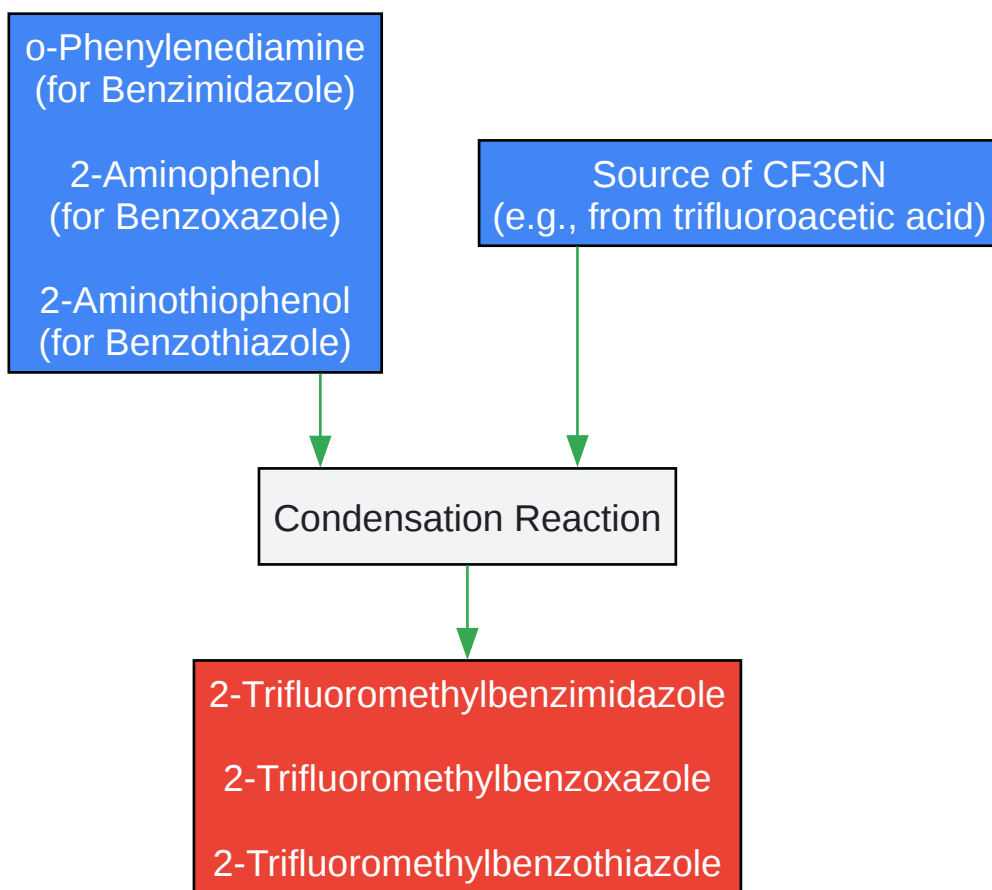 o-Phenylenediamine
(for Benzimidazole)
2-Aminophenol
(for Benzoxazole)
2-Aminothiophenol
(for Benzothiazole)
Source of CF3CN
(e.g., from trifluoroacetic acid)
Condensation Reaction
2-Trifluoromethylbenzimidazole
2-Trifluoromethylbenzoxazole
2-Trifluoromethylbenzothiazole